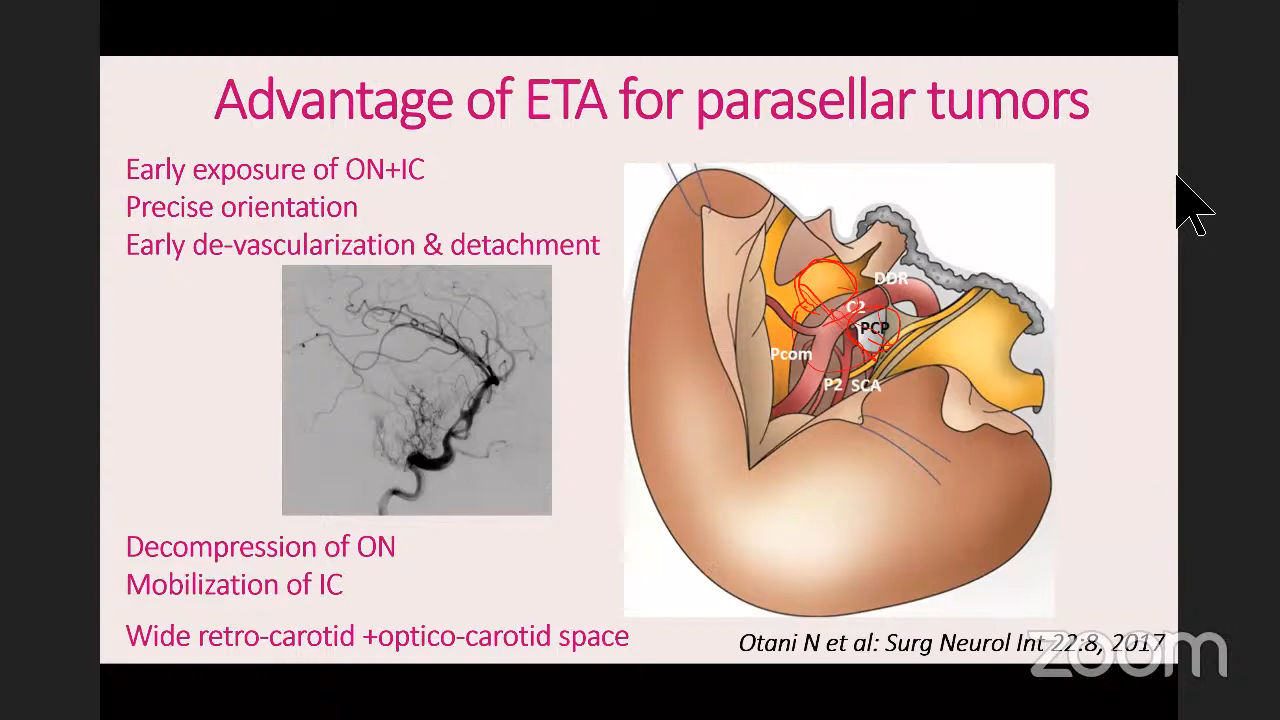 Advantage of ETA for parasellar tumors
Early exposure of ON+IC
Precise orientation
Early de-vascularization & detachment
DDR
C2
PCP
Pcom
P2 SCA
Decompression of ON
Mobilization of IC
Wide retro-carotid +optico-carotid space
Otani N et al: Surg Neurol Int 22:8, 2017
zoom